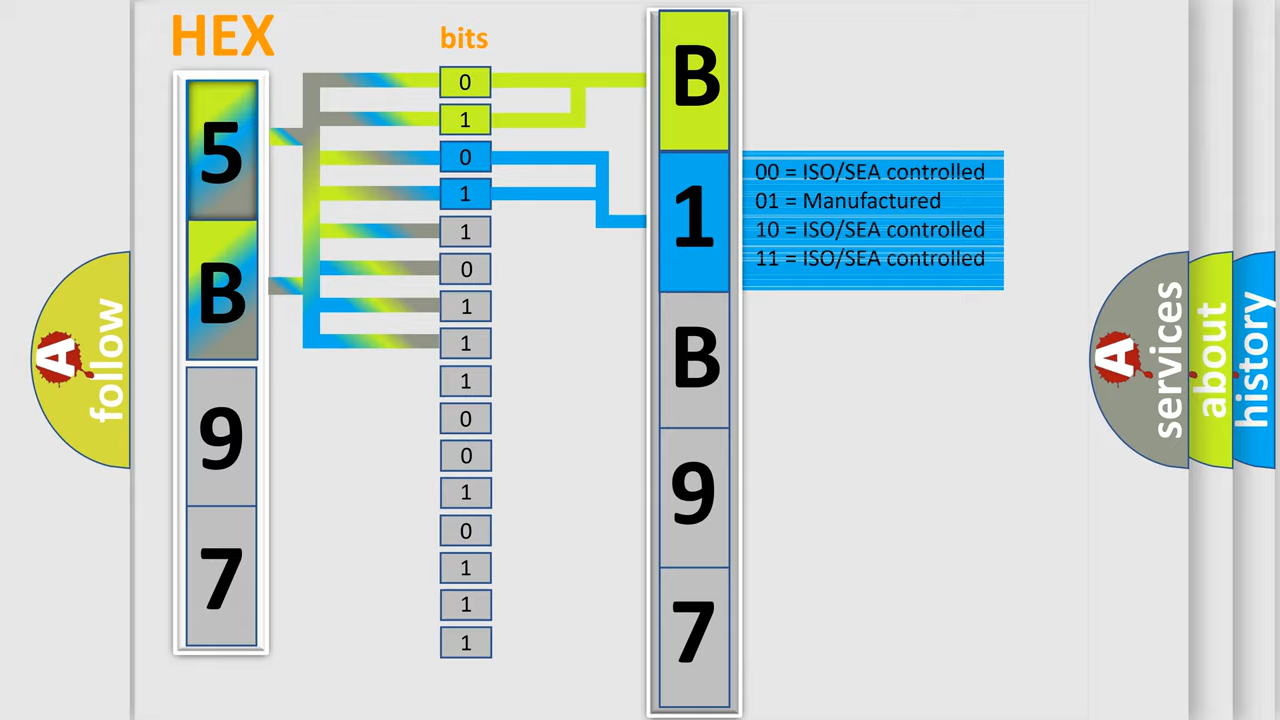 HEX
bits
5
B
9
7
0
1
0
1
1
0
1
1
1
0
0
1
0
1
1
1
B
1
B
9
7
00 = ISO/SEA controlled
01 = Manufactured
10 = ISO/SEA controlled
11 = ISO/SEA controlled
A
follow
A
services
about
history